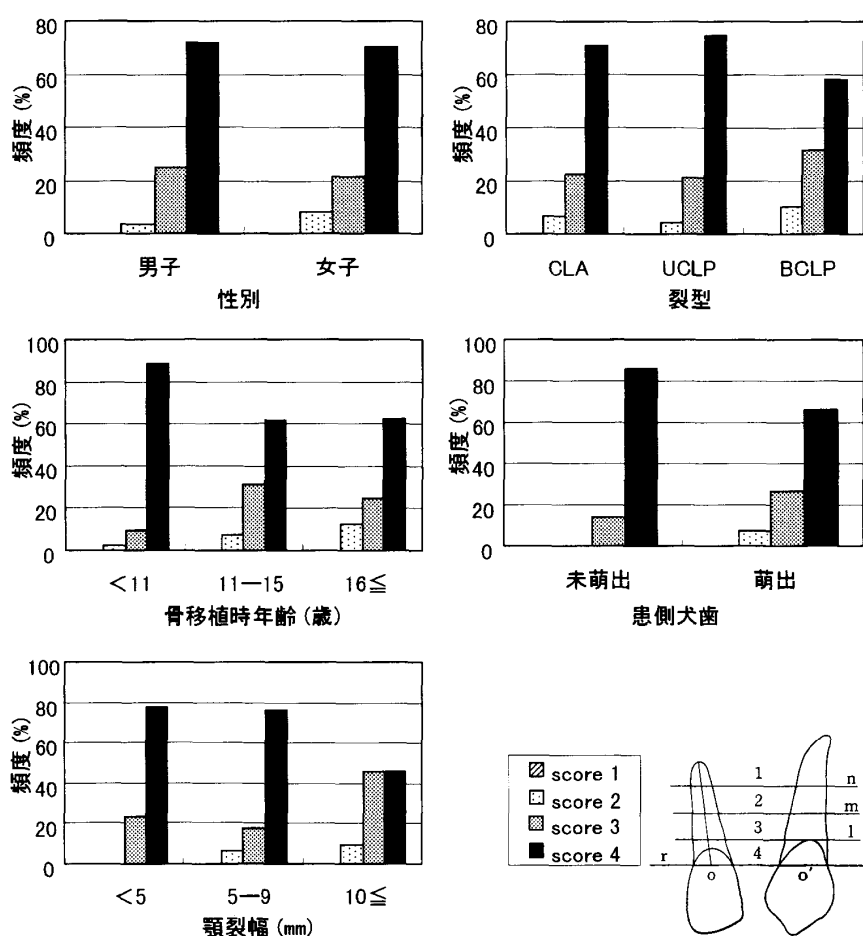 80
60
40
20
0
頻度(%)
男子 女子
性別
80
60
40
20
0
頻度(%)
CLA UCLP BCLP
裂型
100
80
60
40
20
0
頻度(%)
<11 11—15 16≦
骨移植時年齢(歳)
100
80
60
40
20
0
頻度(%)
未萌出 萌出
患側犬歯
100
80
60
40
20
0
頻度(%)
<5 5—9 10≦
顎裂幅(mm)
score 1
score 2
score 3
score 4
1 n
2 m
3 l
r 4
o o'